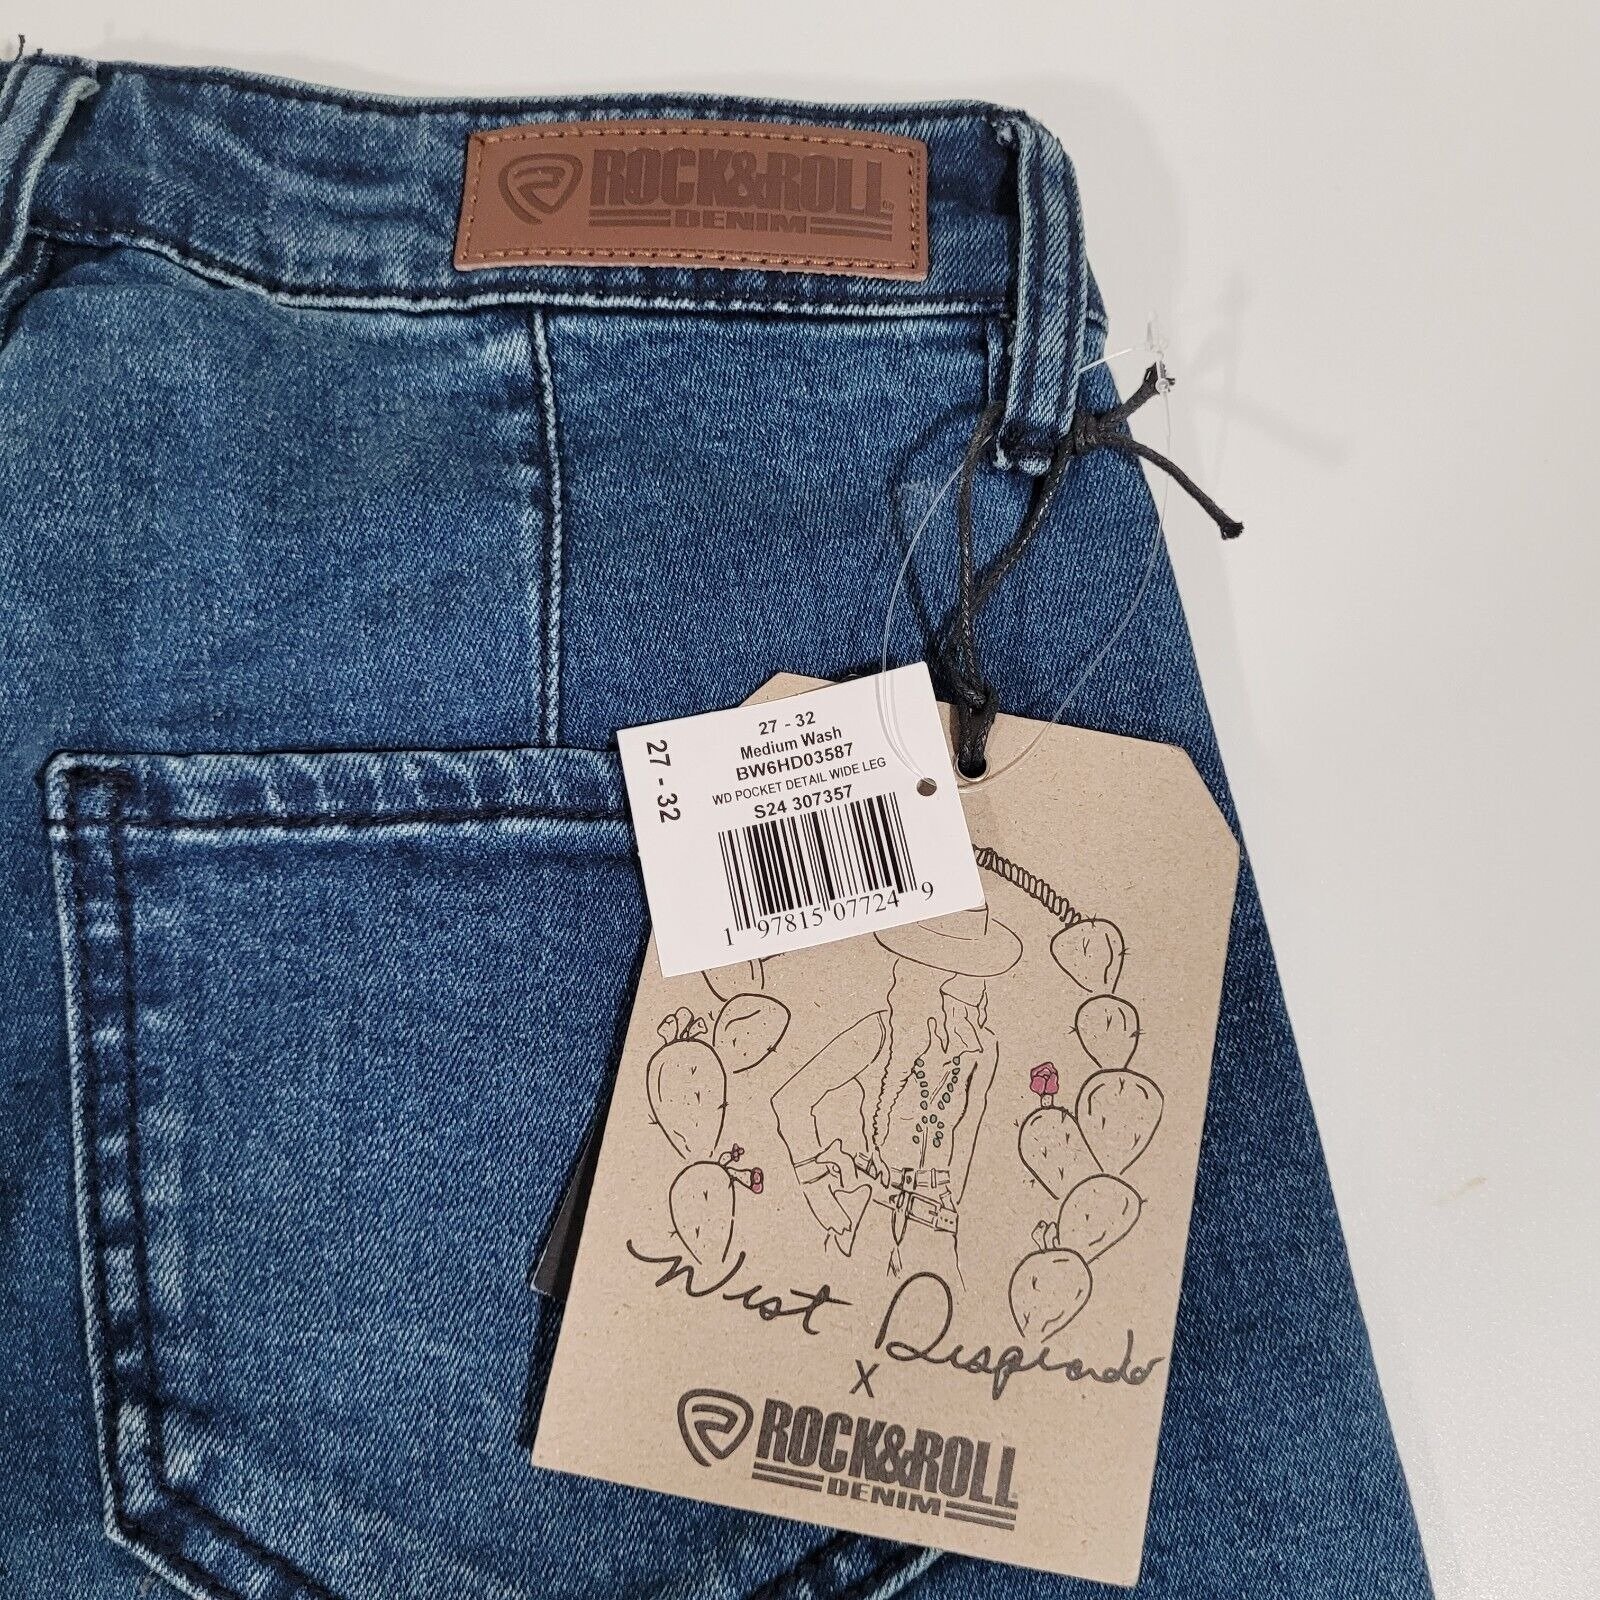 ROCK&ROLL
DENIM
27 - 32
27 - 32
Medium Wash
BW6HD03587
WD POCKET DETAIL WIDE LEG
S24 307357
1 97815 07724 9
West Desperado
X
ROCK&ROLL
DENIM